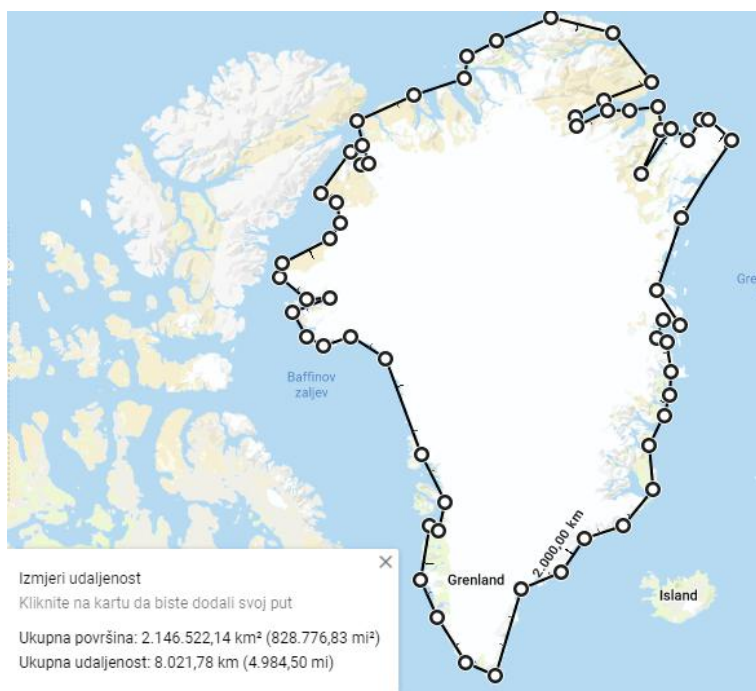 Gre
Baffinov
zaljev
2.000,00 km
Grenland
Island
Izmjeri udaljenost
Kliknite na kartu da biste dodali svoj put
Ukupna površina: 2.146.522,14 km² (828.776,83 mi²)
Ukupna udaljenost: 8.021,78 km (4.984,50 mi)